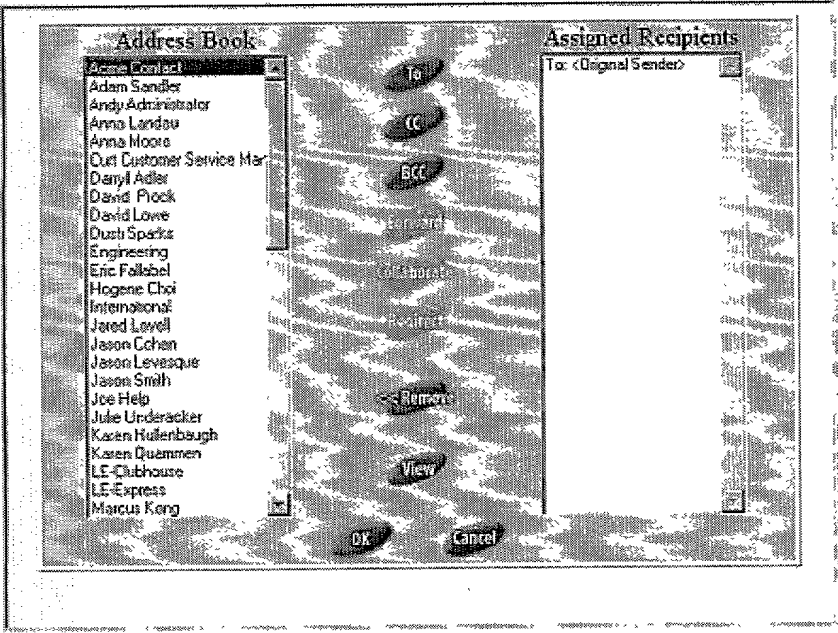 Address Book
Acme Contact
Adam Sandler
Andy Administrator
Anna Landau
Anna Moore
Curt Customer Service Mar
Darryl Adler
David Piock
David Lowe
Dusti Sparks
Engineering
Eric Fallabel
Hogene Choi
International
Jared Lovell
Jason Cohen
Jason Levesque
Jason Smith
Joe Help
Julie Underacker
Karen Hullenbaugh
Karen Quammen
LE-Clubhouse
LE-Express
Marcus Kong
To
CC
BCC
Forward
Redirect
<< Remove
View
OK
Cancel
Assigned Recipients
To: <Original Sender>